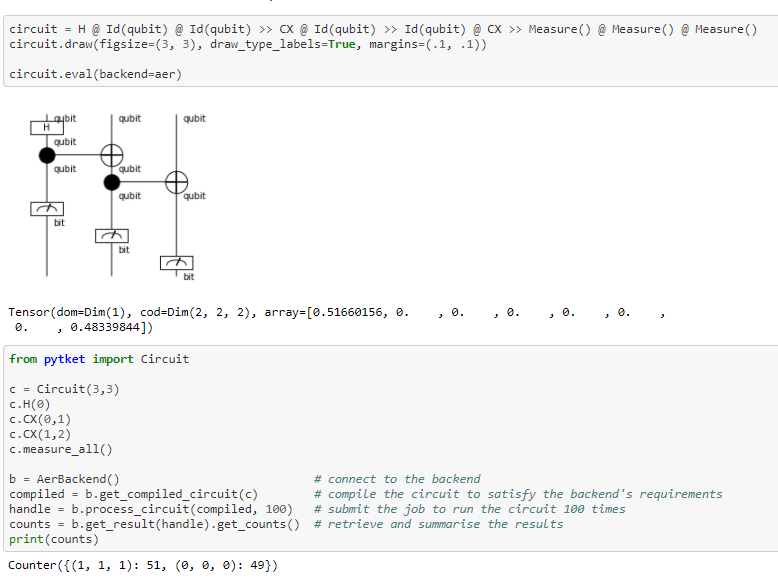 circuit = H @ Id(qubit) @ Id(qubit) >> CX @ Id(qubit) >> Id(qubit) @ CX >> Measure() @ Measure() @ Measure()
circuit.draw(figsize=(3, 3), draw_type_labels=True, margins=(.1, .1))
circuit.eval(backend=aer)
qubit qubit qubit
H
qubit
qubit qubit
qubit qubit
bit
bit
bit
Tensor(dom=Dim(1), cod=Dim(2, 2, 2), array=[0.51660156, 0. , 0. , 0. , 0. , 0. ,
0. , 0.48339844])
from pytket import Circuit
c = Circuit(3,3)
c.H(0)
c.CX(0,1)
c.CX(1,2)
c.measure_all()
b = AerBackend() # connect to the backend
compiled = b.get_compiled_circuit(c) # compile the circuit to satisfy the backend's requirements
handle = b.process_circuit(compiled, 100) # submit the job to run the circuit 100 times
counts = b.get_result(handle).get_counts() # retrieve and summarise the results
print(counts)
Counter({(1, 1, 1): 51, (0, 0, 0): 49})